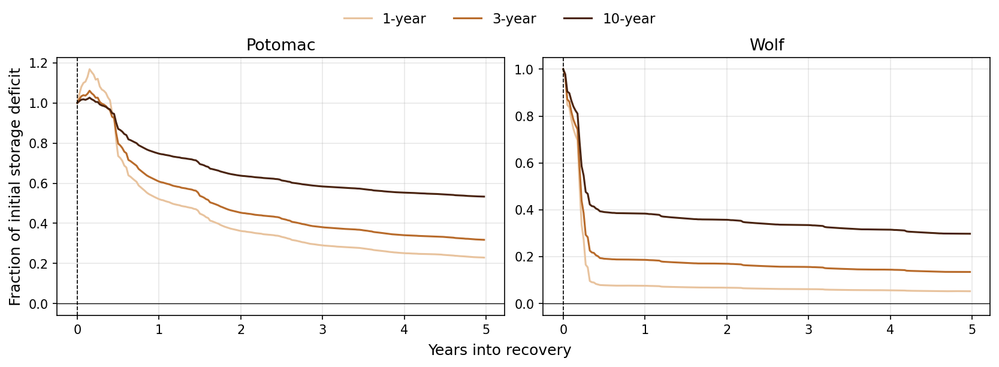 1-year 3-year 10-year
Potomac
Wolf
Fraction of initial storage deficit
1.2
1.0
0.8
0.6
0.4
0.2
0.0
0 1 2 3 4 5
1.0
0.8
0.6
0.4
0.2
0.0
0 1 2 3 4 5
Years into recovery